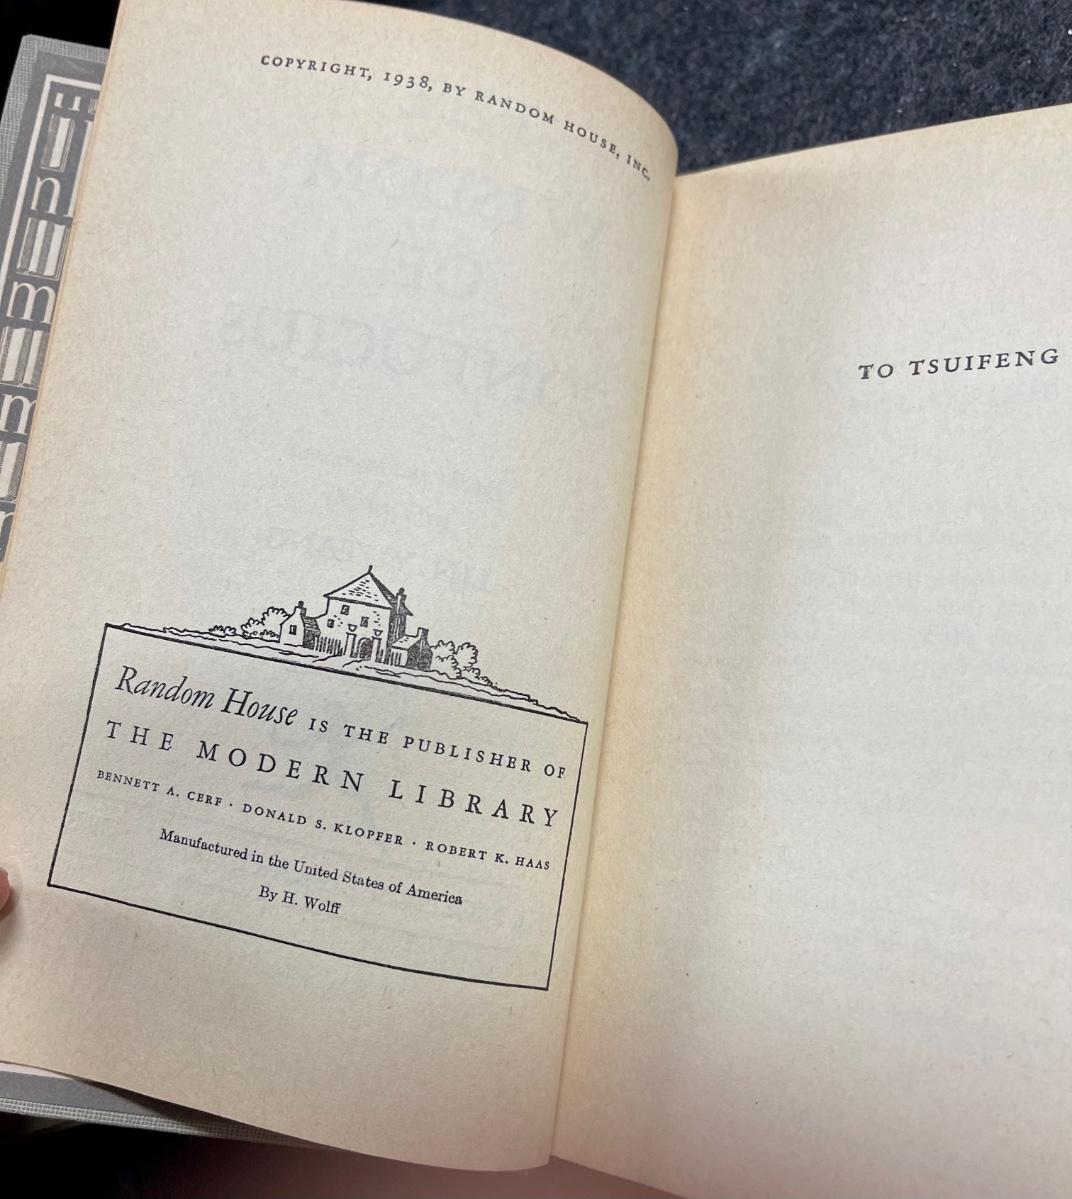 COPYRIGHT, 1938, BY RANDOM HOUSE, INC.
Random House IS THE PUBLISHER OF
THE MODERN LIBRARY
BENNETT A. CERF · DONALD S. KLOPFER · ROBERT K. HAAS
Manufactured in the United States of America
By H. Wolff
TO TSUIFENG